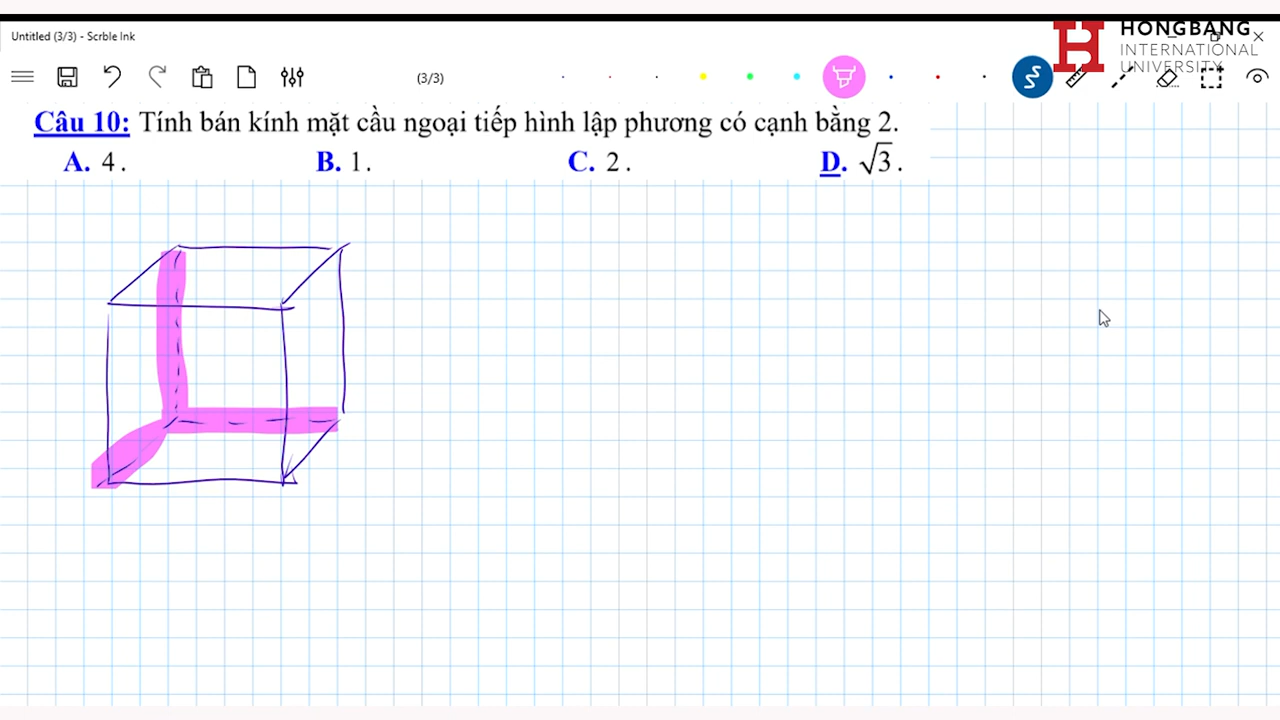 Untitled (3/3) - Scrble Ink
HONGBANG
INTERNATIONAL
UNIVERSITY
(3/3)
Câu 10: Tính bán kính mặt cầu ngoại tiếp hình lập phương có cạnh bằng 2.
A. 4. B. 1. C. 2. D. √3.